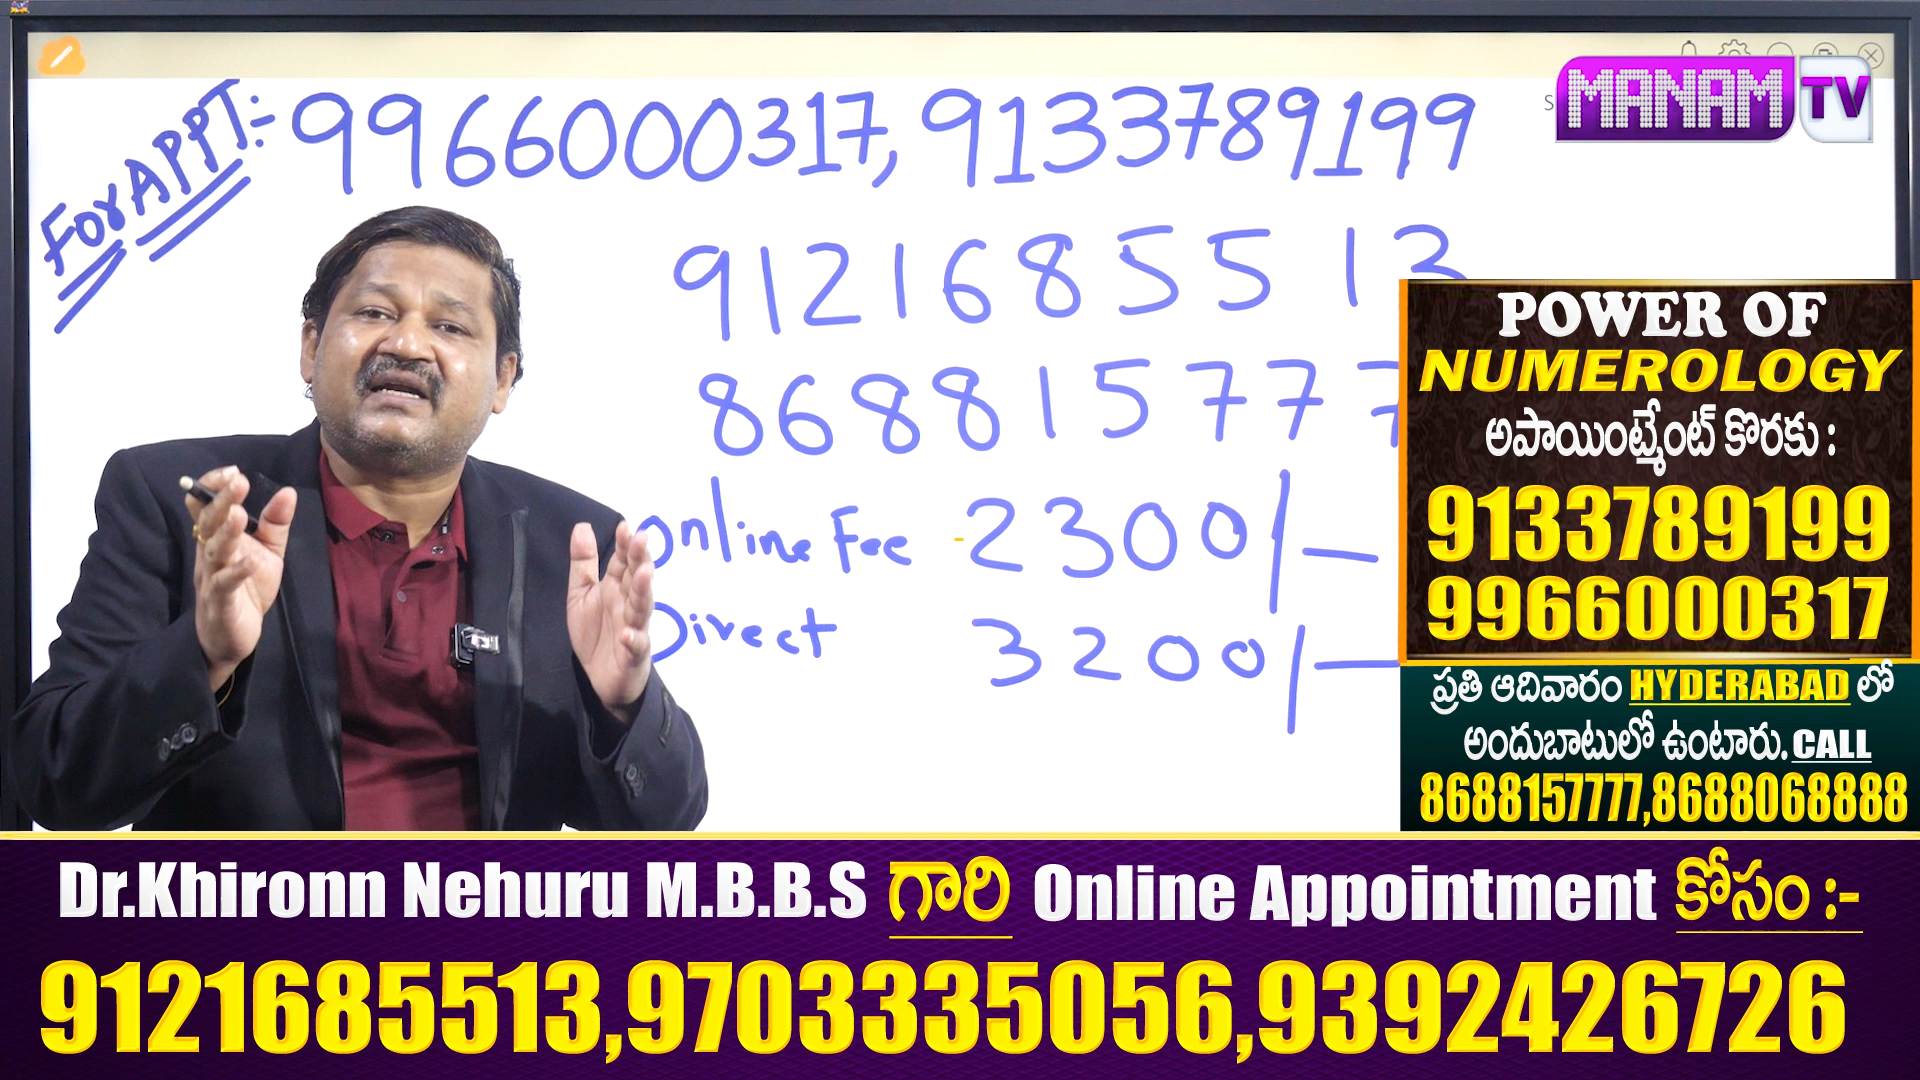 MANAM TV
For APPT:- 9966000317, 9133789199
9121685513
868815777
Online Fee - 2300/-
Direct 3200/-
POWER OF
NUMEROLOGY
అపాయింట్మేంట్ కొరకు :
9133789199
9966000317
ప్రతి ఆదివారం HYDERABAD లో
అందుబాటులో ఉంటారు. CALL
8688157777,8688068888
Dr.Khironn Nehuru M.B.B.S గారి Online Appointment కోసం :-
9121685513,9703335056,9392426726